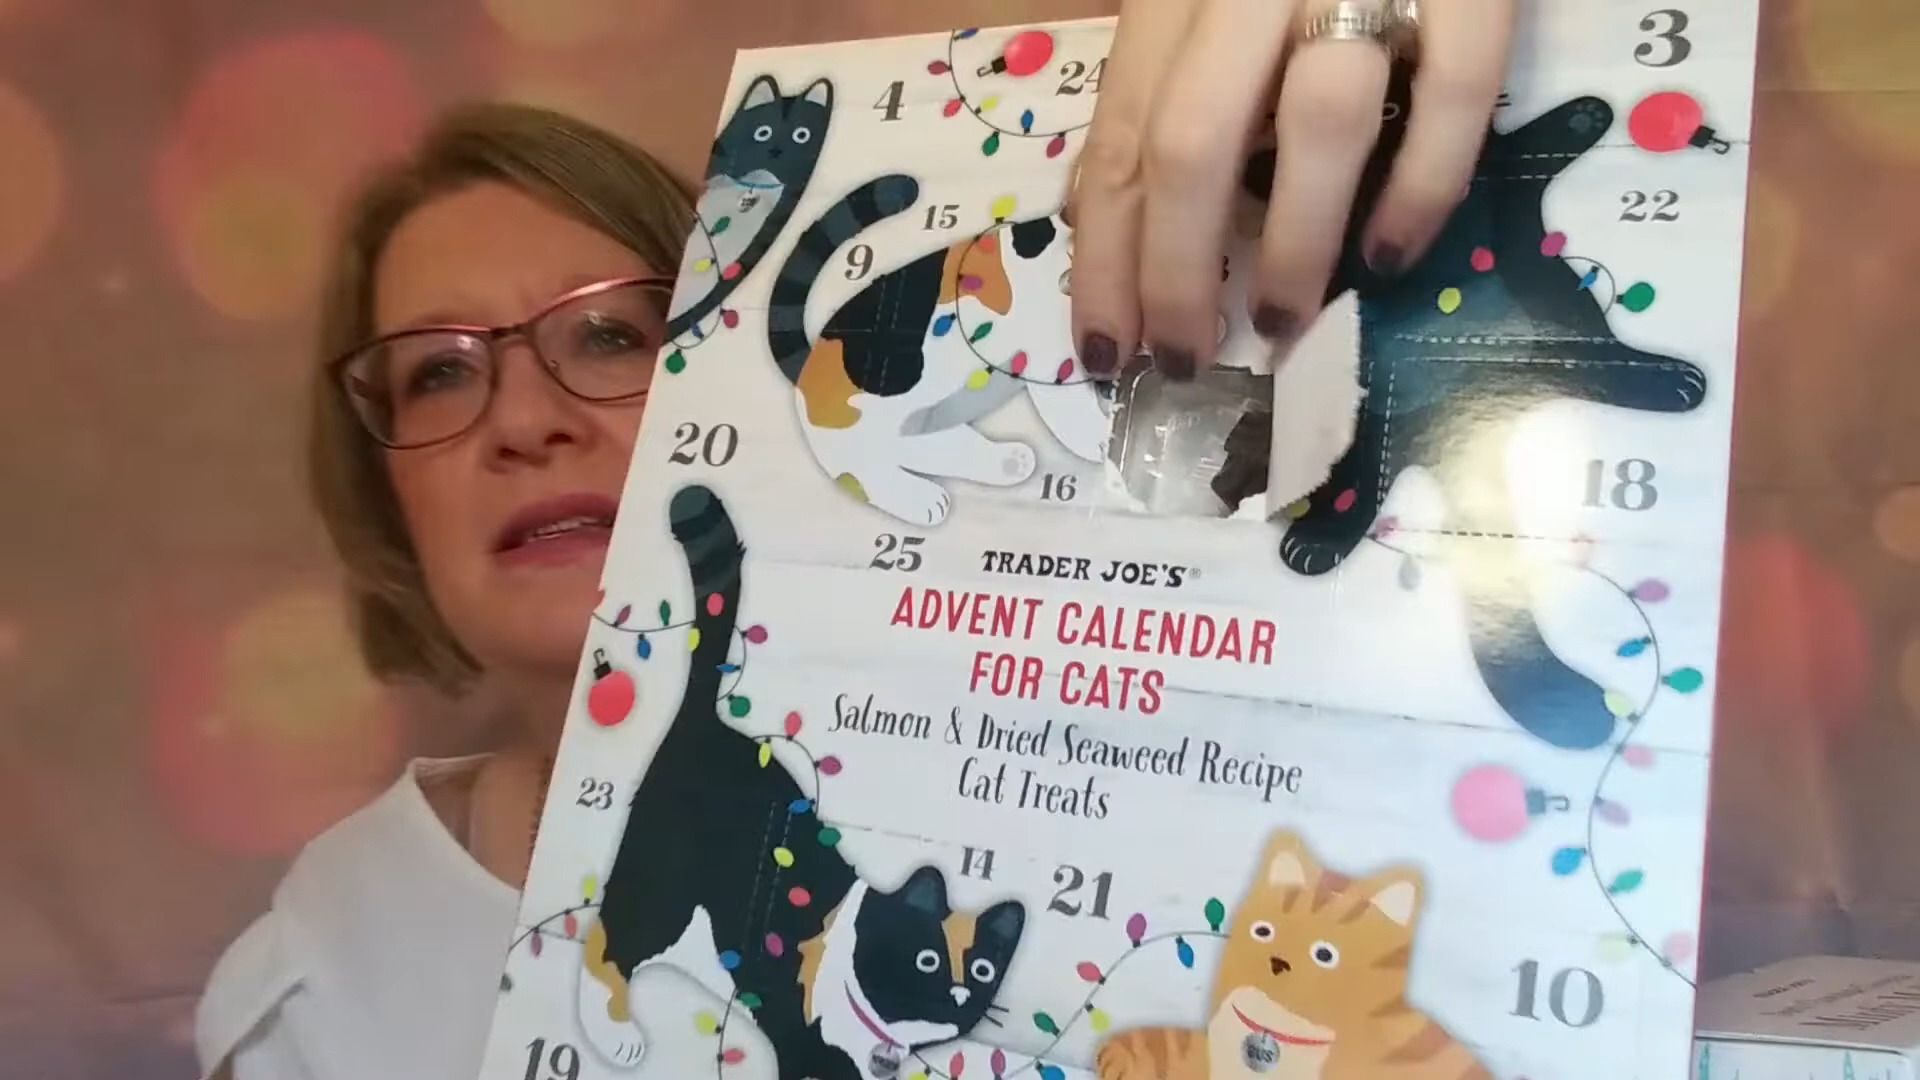 3
4
24
22
15
9
20
18
16
25
TRADER JOE'S®
ADVENT CALENDAR
FOR CATS
Salmon & Dried Seaweed Recipe
Cat Treats
23
14
21
10
GUS
19